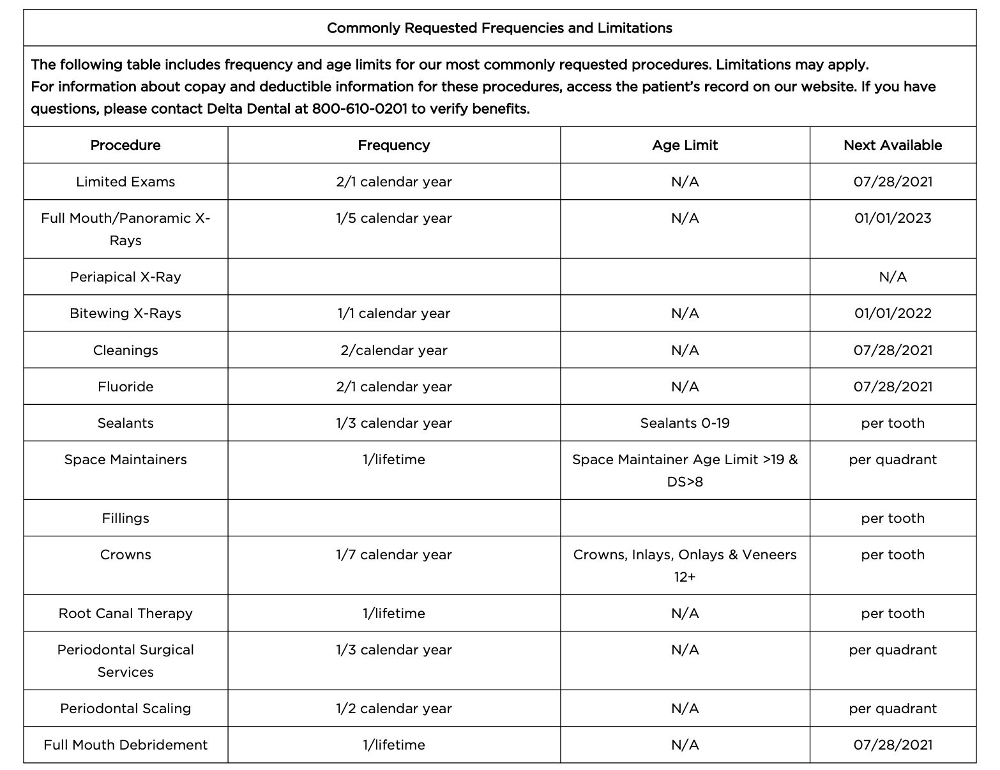 Commonly Requested Frequencies and Limitations
The following table includes frequency and age limits for our most commonly requested procedures. Limitations may apply.
For information about copay and deductible information for these procedures, access the patient’s record on our website. If you have
questions, please contact Delta Dental at 800-610-0201 to verify benefits.
Procedure Frequency Age Limit Next Available
Limited Exams 2/1 calendar year N/A 07/28/2021
Full Mouth/Panoramic X- 1/5 calendar year N/A 01/01/2023
Rays
Periapical X-Ray N/A
Bitewing X-Rays 1/1 calendar year N/A 01/01/2022
Cleanings 2/calendar year N/A 07/28/2021
Fluoride 2/1 calendar year N/A 07/28/2021
Sealants 1/3 calendar year Sealants 0-19 per tooth
Space Maintainers 1/lifetime Space Maintainer Age Limit >19 & per quadrant
DS>8
Fillings per tooth
Crowns 1/7 calendar year Crowns, Inlays, Onlays & Veneers per tooth
12+
Root Canal Therapy 1/lifetime N/A per tooth
Periodontal Surgical 1/3 calendar year N/A per quadrant
Services
Periodontal Scaling 1/2 calendar year N/A per quadrant
Full Mouth Debridement 1/lifetime N/A 07/28/2021